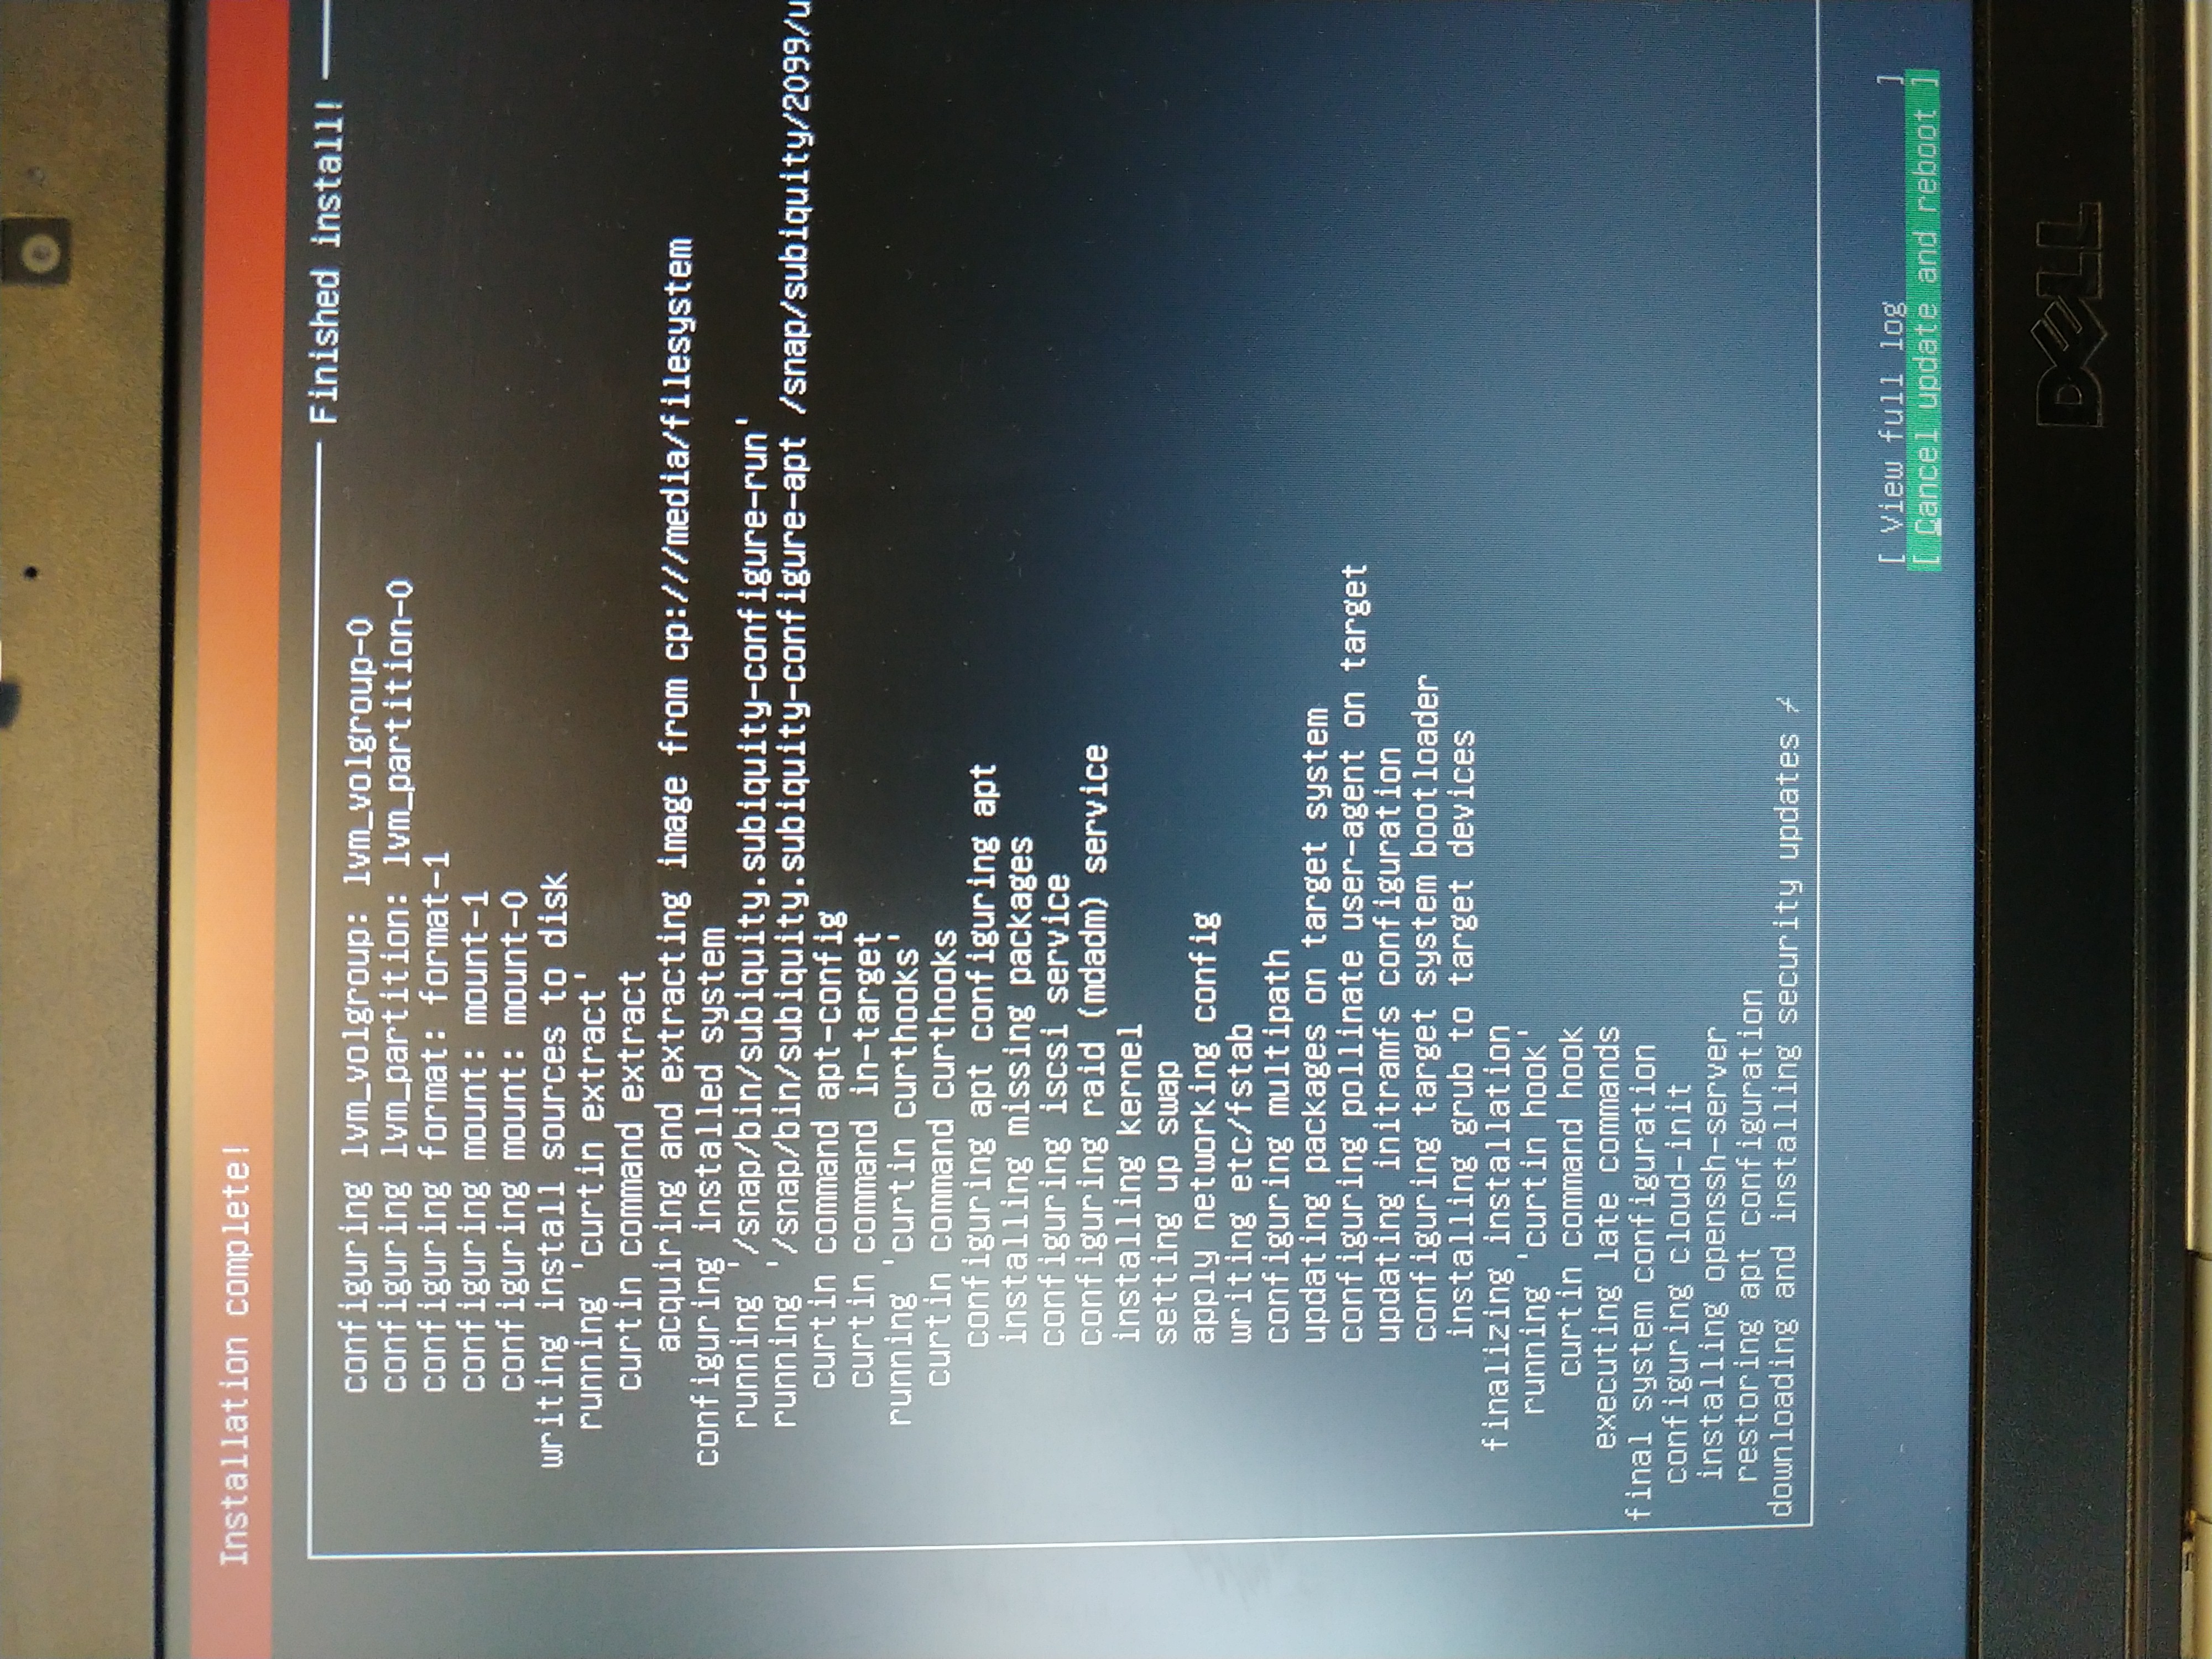 Installation complete!
Finished install!
configuring lvm_volgroup: lvm_volgroup-0
configuring lvm_partition: lvm_partition-0
configuring format: format-1
configuring mount: mount-1
configuring mount: mount-0
writing install sources to disk
running 'curtin extract'
curtin command extract
acquiring and extracting image from cp:///media/filesystem
configuring installed system
running '/snap/bin/subiquity.subiquity-configure-run'
running '/snap/bin/subiquity.subiquity-configure-apt /snap/subiquity/2099/u
curtin command apt-config
curtin command in-target
running 'curtin curthooks'
curtin command curthooks
configuring apt configuring apt
installing missing packages
configuring iscsi service
configuring raid (mdadm) service
installing kernel
setting up swap
apply networking config
writing etc/fstab
configuring multipath
updating packages on target system
configuring pollinate user-agent on target
updating initramfs configuration
configuring target system bootloader
installing grub to target devices
finalizing installation
running 'curtin hook'
curtin command hook
executing late commands
final system configuration
configuring cloud-init
installing openssh-server
restoring apt configuration
downloading and installing security updates
[ View full log ]
[ Cancel update and reboot ]
DELL